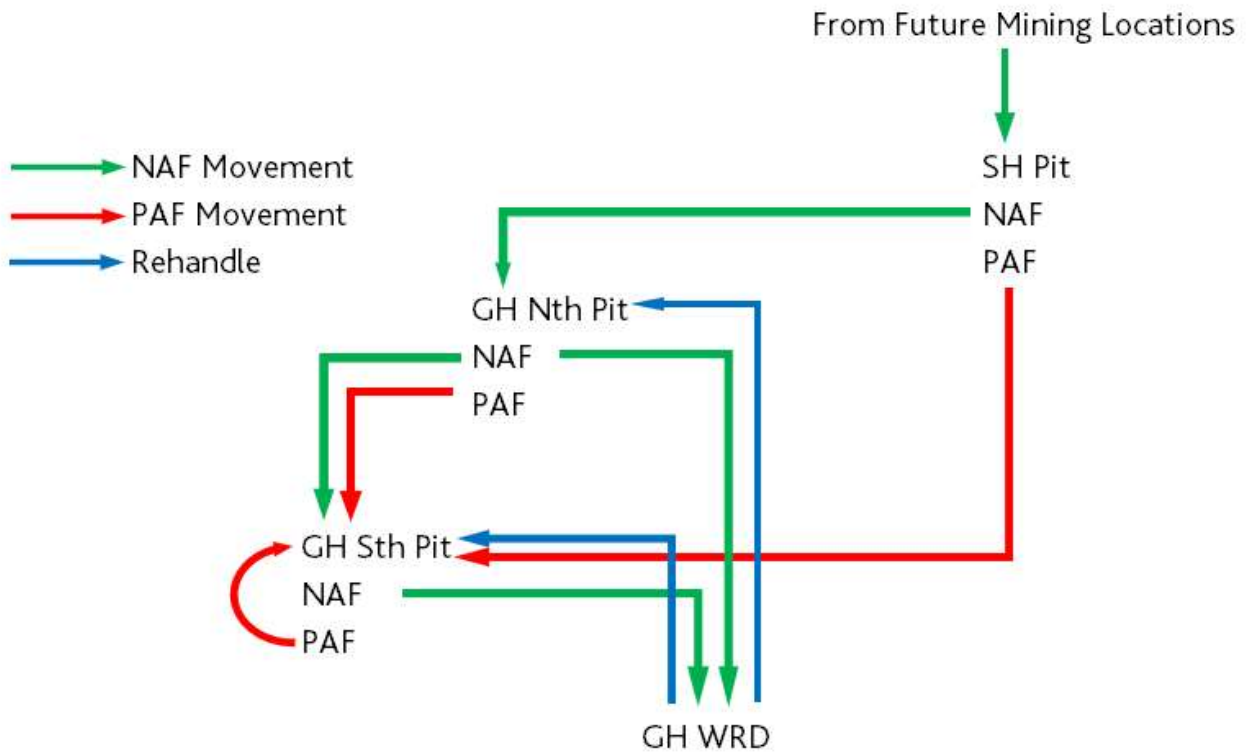 From Future Mining Locations
NAF Movement
PAF Movement
Rehandle
SH Pit
NAF
PAF
GH Nth Pit
NAF
PAF
GH Sth Pit
NAF
PAF
GH WRD